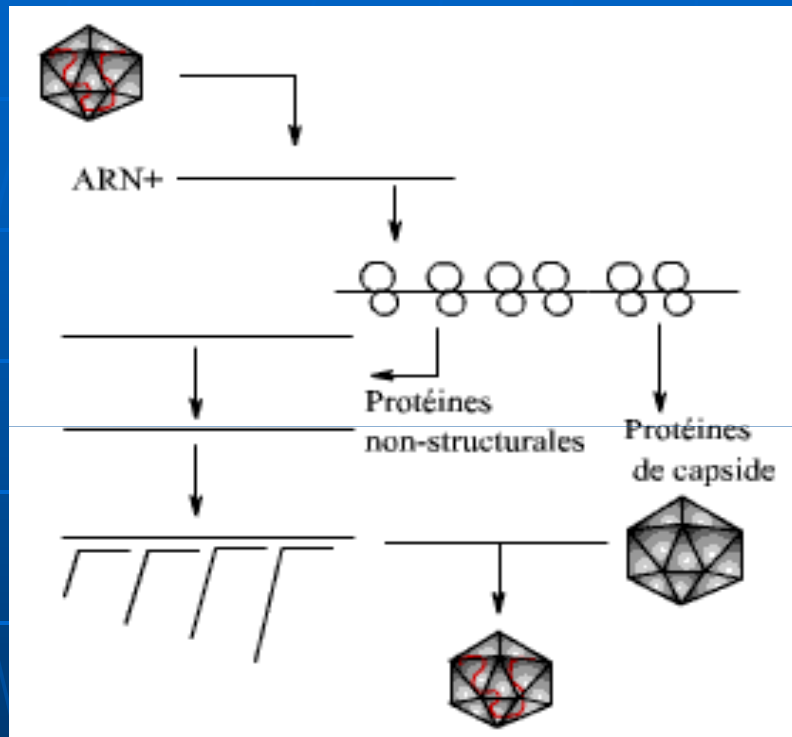 ARN+
Protéines
non-structurales
Protéines
de capside